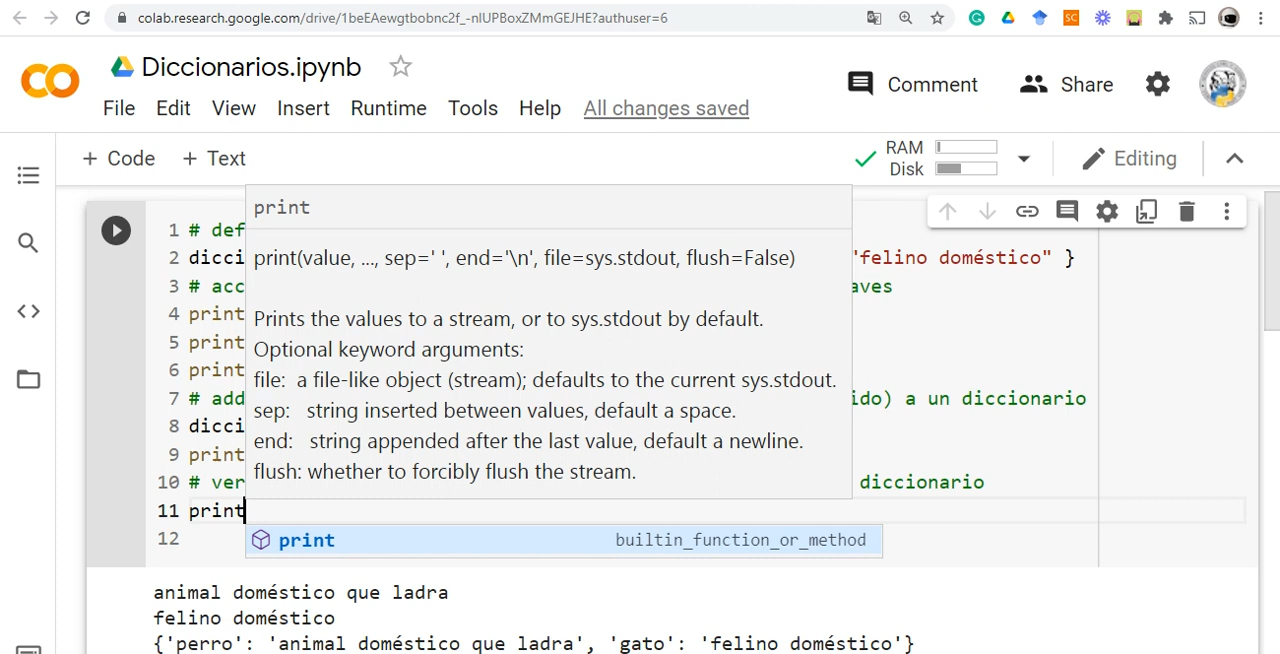 colab.research.google.com/drive/1beEAewgtbobnc2f_-nlUPBoxZMmGEJHE?authuser=6
Diccionarios.ipynb
Comment
Share
File Edit View Insert Runtime Tools Help All changes saved
+ Code + Text
RAM
Disk
Editing
print
print(value, ..., sep=' ', end='\n', file=sys.stdout, flush=False)
Prints the values to a stream, or to sys.stdout by default.
Optional keyword arguments:
file: a file-like object (stream); defaults to the current sys.stdout.
sep: string inserted between values, default a space.
end: string appended after the last value, default a newline.
flush: whether to forcibly flush the stream.
1 # def
2 dicci "felino doméstico" }
3 # acc aves
4 print
5 print
6 print
7 # add ido) a un diccionario
8 dicci
9 print
10 # ver diccionario
11 print
12
print builtin_function_or_method
animal doméstico que ladra
felino doméstico
{'perro': 'animal doméstico que ladra', 'gato': 'felino doméstico'}